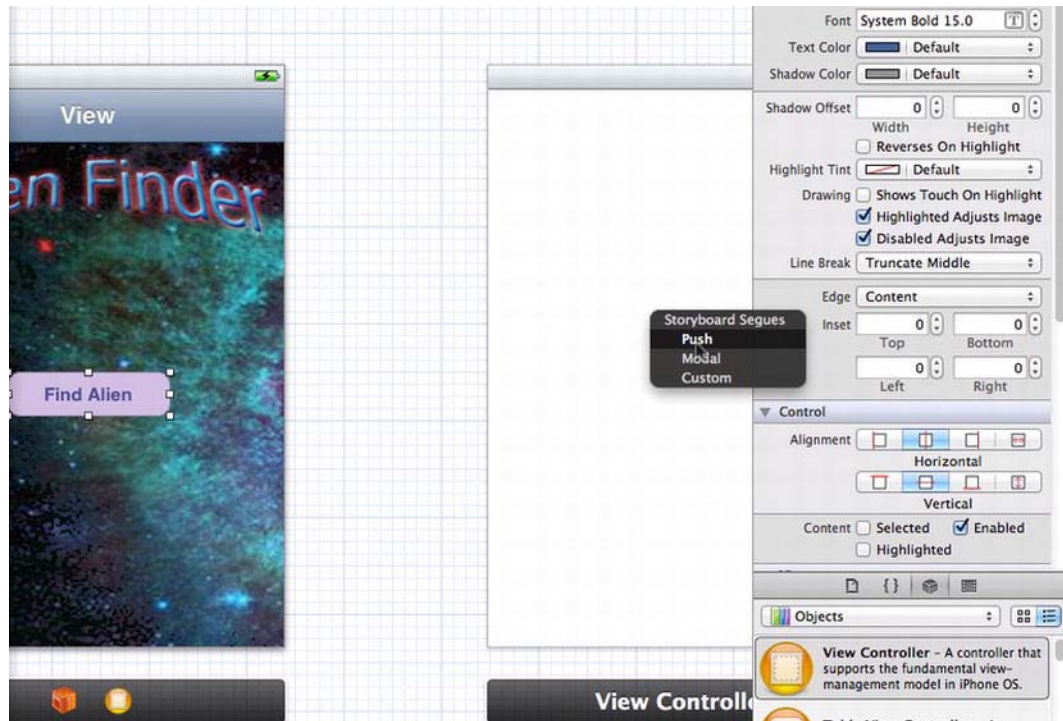 View
en Finder
Find Alien
Storyboard Segues
Push
Modal
Custom
View Controlle
Font System Bold 15.0 T
Text Color Default
Shadow Color Default
Shadow Offset 0 0
Width Height
Reverses On Highlight
Highlight Tint Default
Drawing Shows Touch On Highlight
Highlighted Adjusts Image
Disabled Adjusts Image
Line Break Truncate Middle
Edge Content
Inset 0 0
Top Bottom
0 0
Left Right
Control
Alignment
Horizontal
Vertical
Content Selected Enabled
Highlighted
{}
Objects
View Controller - A controller that
supports the fundamental view-
management model in iPhone OS.